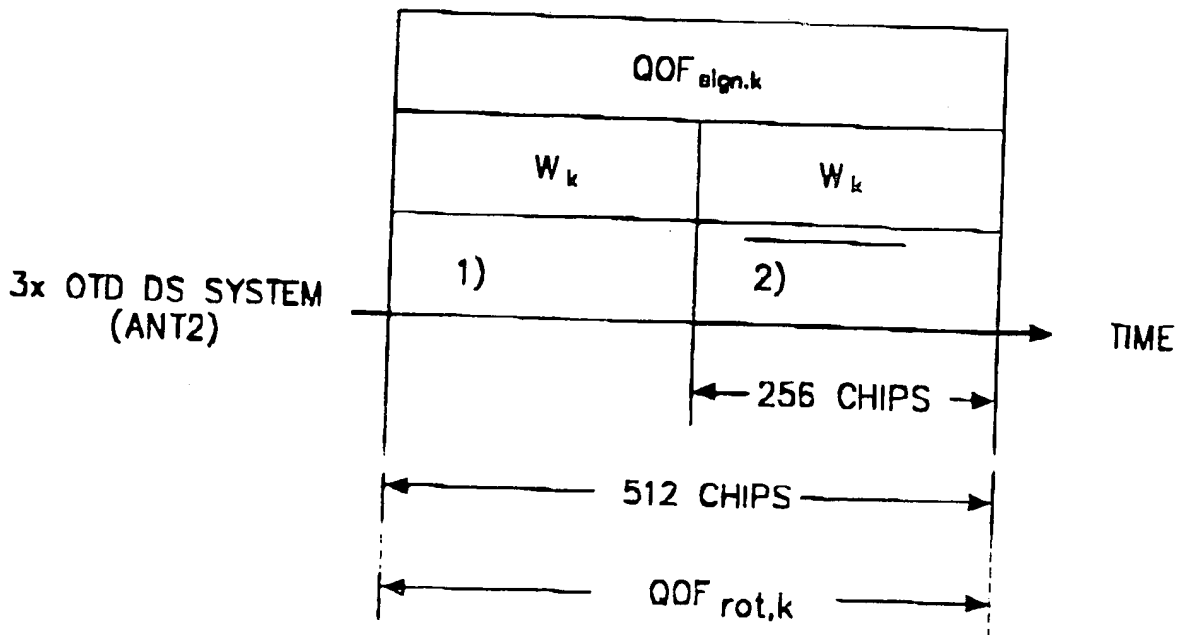 QOF sign.k
W k W k
1) 2)
3x OTD DS SYSTEM
(ANT2)
TIME
256 CHIPS
512 CHIPS
QOF rot,k